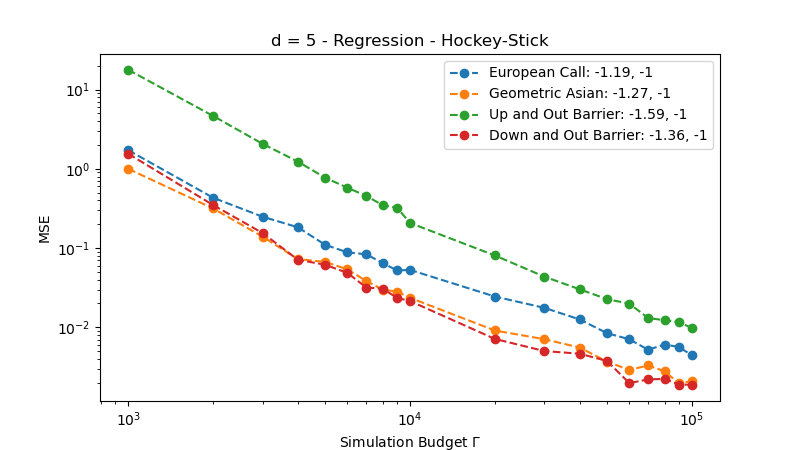 d = 5 - Regression - Hockey-Stick
European Call: -1.19, -1
Geometric Asian: -1.27, -1
Up and Out Barrier: -1.59, -1
Down and Out Barrier: -1.36, -1
MSE
10¹
10⁰
10⁻¹
10⁻²
10³
10⁴
10⁵
Simulation Budget Γ